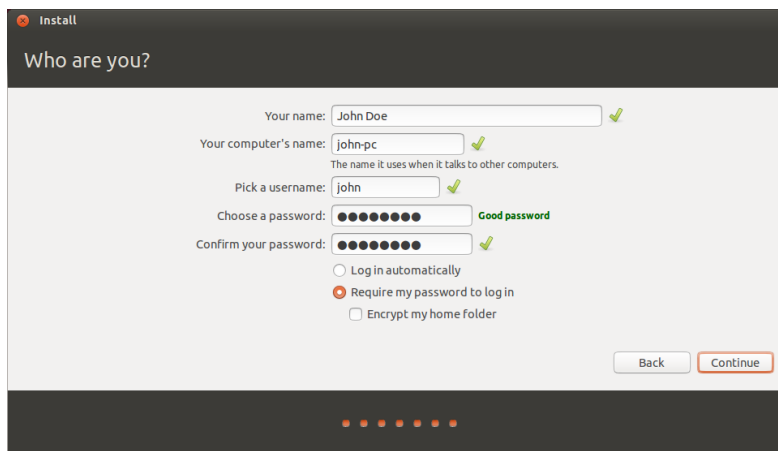 Install
Who are you?
Your name: John Doe
Your computer's name: john-pc
The name it uses when it talks to other computers.
Pick a username: john
Choose a password: ●●●●●●●● Good password
Confirm your password: ●●●●●●●●
Log in automatically
Require my password to log in
Encrypt my home folder
Back Continue